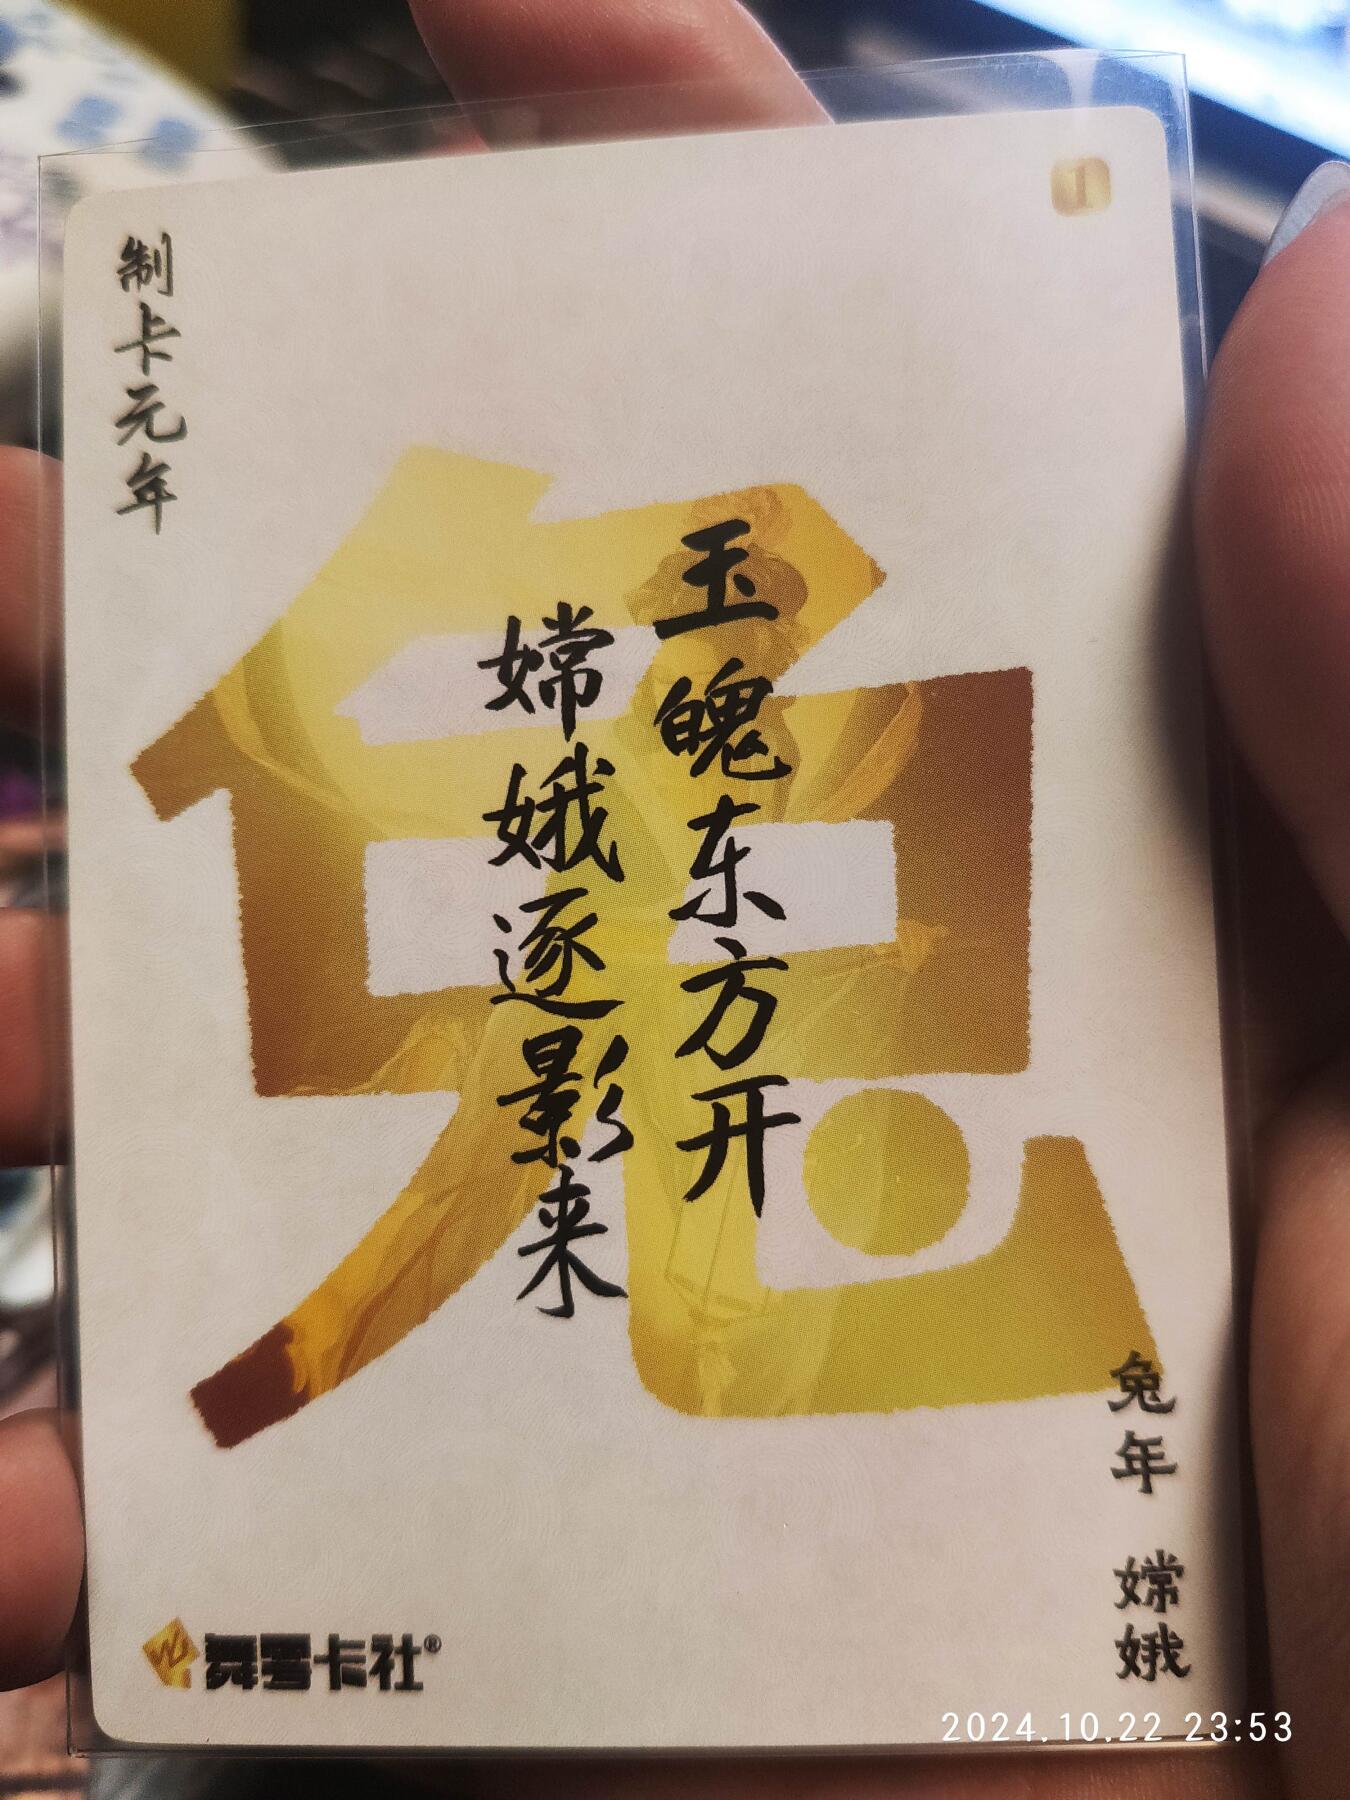 制卡元年
1
玉魄东方开
嫦娥逐影来
兔
兔年 嫦娥
舞雩卡社®
2024.10.22 23:53